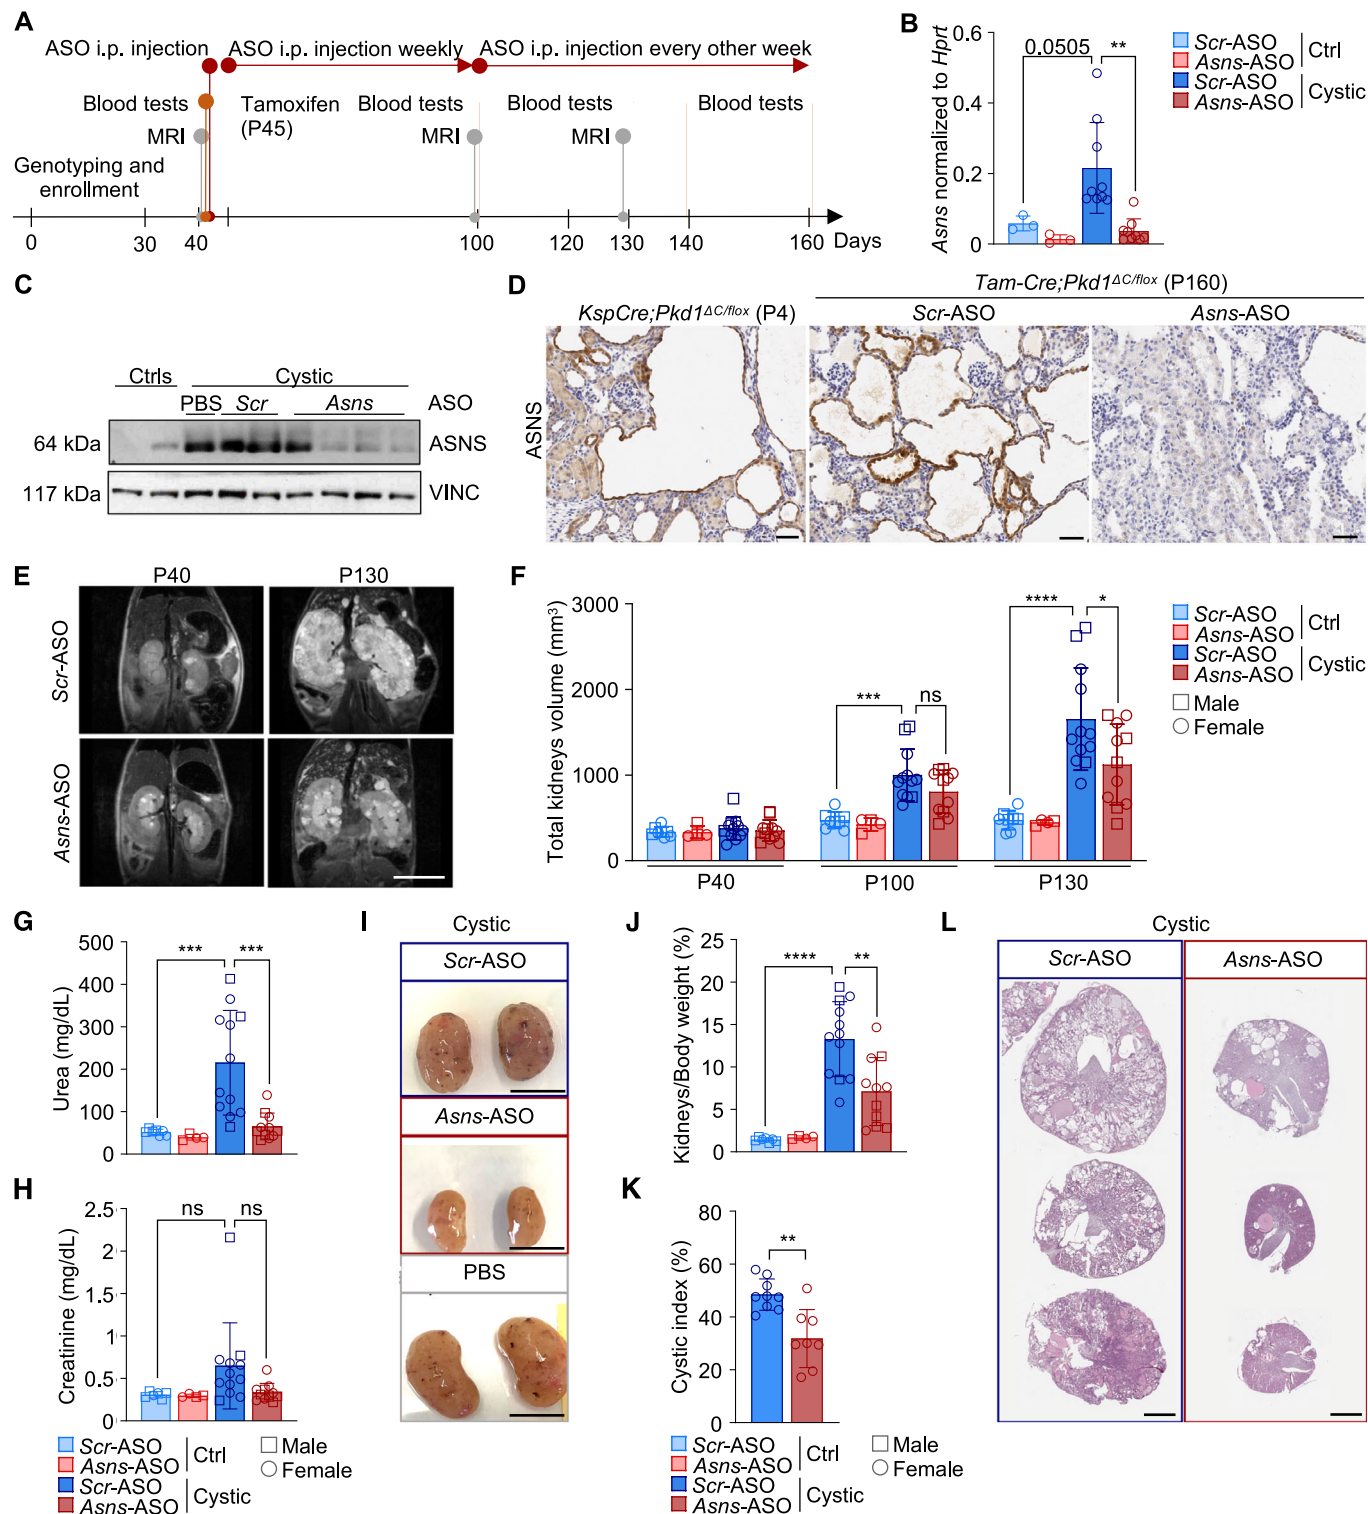 A
ASO i.p. injection
ASO i.p. injection weekly
ASO i.p. injection every other week
Blood tests
Tamoxifen
(P45)
Blood tests
Blood tests
Blood tests
MRI
MRI
MRI
Genotyping and
enrollment
0
30
40
100
120
130
140
160
Days
B
Asns normalized to Hprt
0.6
0.4
0.2
0
0.0505
**
Scr-ASO
Asns-ASO
Ctrl
Scr-ASO
Asns-ASO
Cystic
C
Ctrls
Cystic
PBS
Scr
Asns
ASO
64 kDa
ASNS
117 kDa
VINC
D
Tam-Cre;Pkd1ΔC/flox (P160)
KspCre;Pkd1ΔC/flox (P4)
Scr-ASO
Asns-ASO
ASNS
E
P40
P130
Scr-ASO
Asns-ASO
F
Total kidneys volume (mm³)
3000
2000
1000
0
***
ns
****
*
P40
P100
P130
Scr-ASO
Asns-ASO
Ctrl
Scr-ASO
Asns-ASO
Cystic
Male
Female
G
Urea (mg/dL)
500
400
300
200
100
0
***
***
H
Creatinine (mg/dL)
2.5
2
1.5
1
0.5
0
ns
ns
Scr-ASO
Asns-ASO
Ctrl
Scr-ASO
Asns-ASO
Cystic
Male
Female
I
Cystic
Scr-ASO
Asns-ASO
PBS
J
Kidneys/Body weight (%)
25
20
15
10
5
0
****
**
K
Cystic index (%)
80
60
40
20
0
**
Scr-ASO
Asns-ASO
Ctrl
Scr-ASO
Asns-ASO
Cystic
Male
Female
L
Cystic
Scr-ASO
Asns-ASO